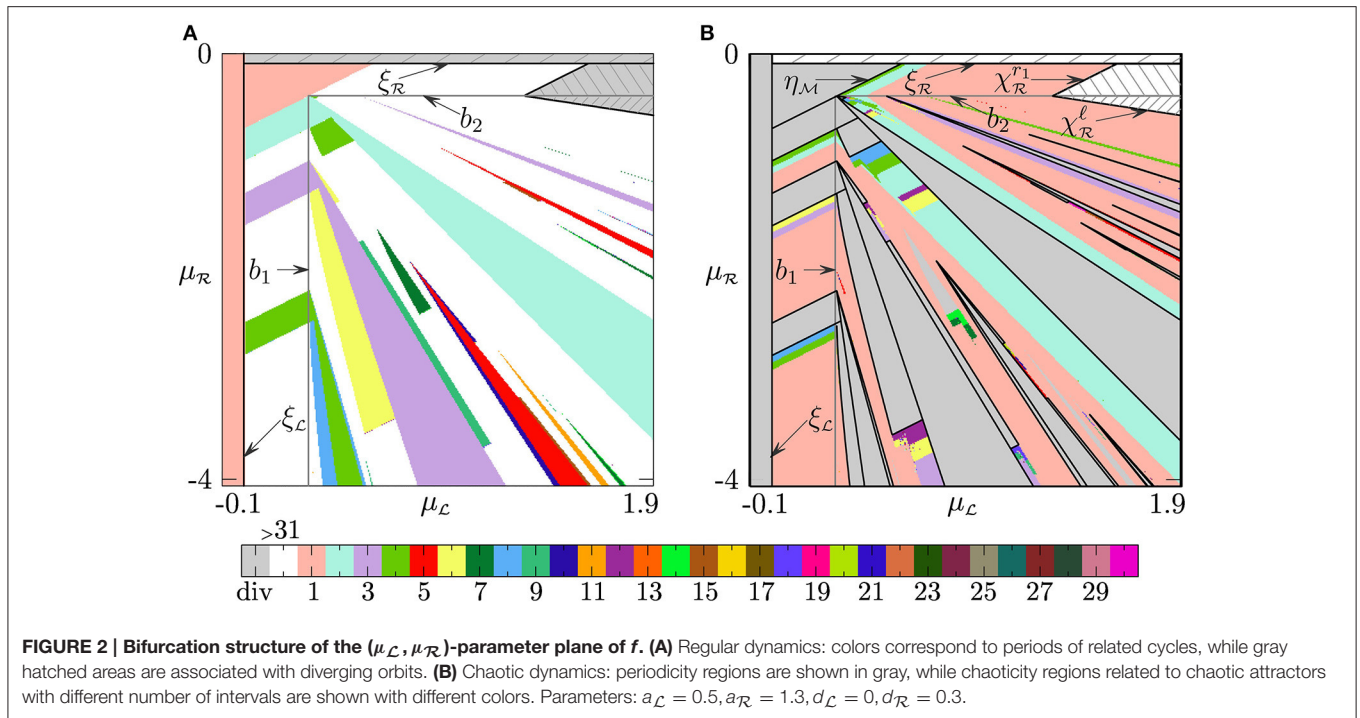 A
B
0
0
ξ_R
b_2
b_1
μ_R
ξ_L
-4
-0.1
μ_L
1.9
η_M
ξ_R
χ_R^{r_1}
b_2
χ_R^ℓ
b_1
μ_R
ξ_L
-4
-0.1
μ_L
1.9
>31
div 1 3 5 7 9 11 13 15 17 19 21 23 25 27 29
FIGURE 2 | Bifurcation structure of the (μ_L, μ_R)-parameter plane of f. (A) Regular dynamics: colors correspond to periods of related cycles, while gray
hatched areas are associated with diverging orbits. (B) Chaotic dynamics: periodicity regions are shown in gray, while chaoticity regions related to chaotic attractors
with different number of intervals are shown with different colors. Parameters: a_L = 0.5, a_R = 1.3, d_L = 0, d_R = 0.3.